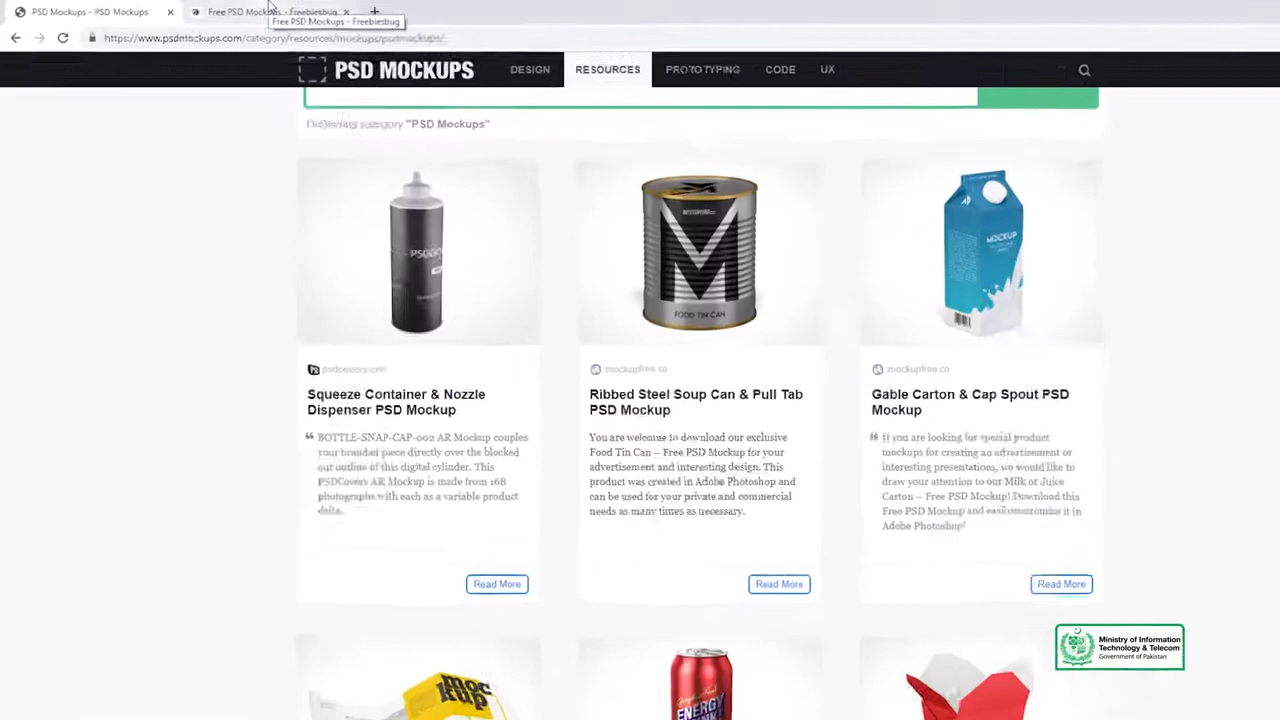 PSD Mockups - PSD Mockups
Free PSD Mockups - Freebiesbug
Free PSD Mockups - Freebiesbug
https://www.psdmockups.com/category/resources/mockups/psdmockups/
PSD MOCKUPS
DESIGN
RESOURCES
PROTOTYPING
CODE
UX
category "PSD Mockups"
M
FOOD TIN CAN
MOCKUP
psdcovers.com
Squeeze Container & Nozzle
Dispenser PSD Mockup
BOTTLE-SNAP-CAP-002 AR Mockup couples
your branded piece directly over the blocked
out outline of this digital cylinder. This
PSDCovers AR Mockup is made from 168
photographs with each as a variable product
delta.
Read More
mockupfree.co
Ribbed Steel Soup Can & Pull Tab
PSD Mockup
You are welcome to download our exclusive
Food Tin Can – Free PSD Mockup for your
advertisement and interesting design. This
product was created in Adobe Photoshop and
can be used for your private and commercial
needs as many times as necessary.
Read More
mockupfree.co
Gable Carton & Cap Spout PSD
Mockup
If you are looking for special product
mockups for creating an advertisement or
interesting presentations, we would like to
draw your attention to our Milk or Juice
Carton – Free PSD Mockup! Download this
Free PSD Mockup and easily customize it in
Adobe Photoshop!
Read More
moc
kup
ENERGY
Ministry of Information
Technology & Telecom
Government of Pakistan